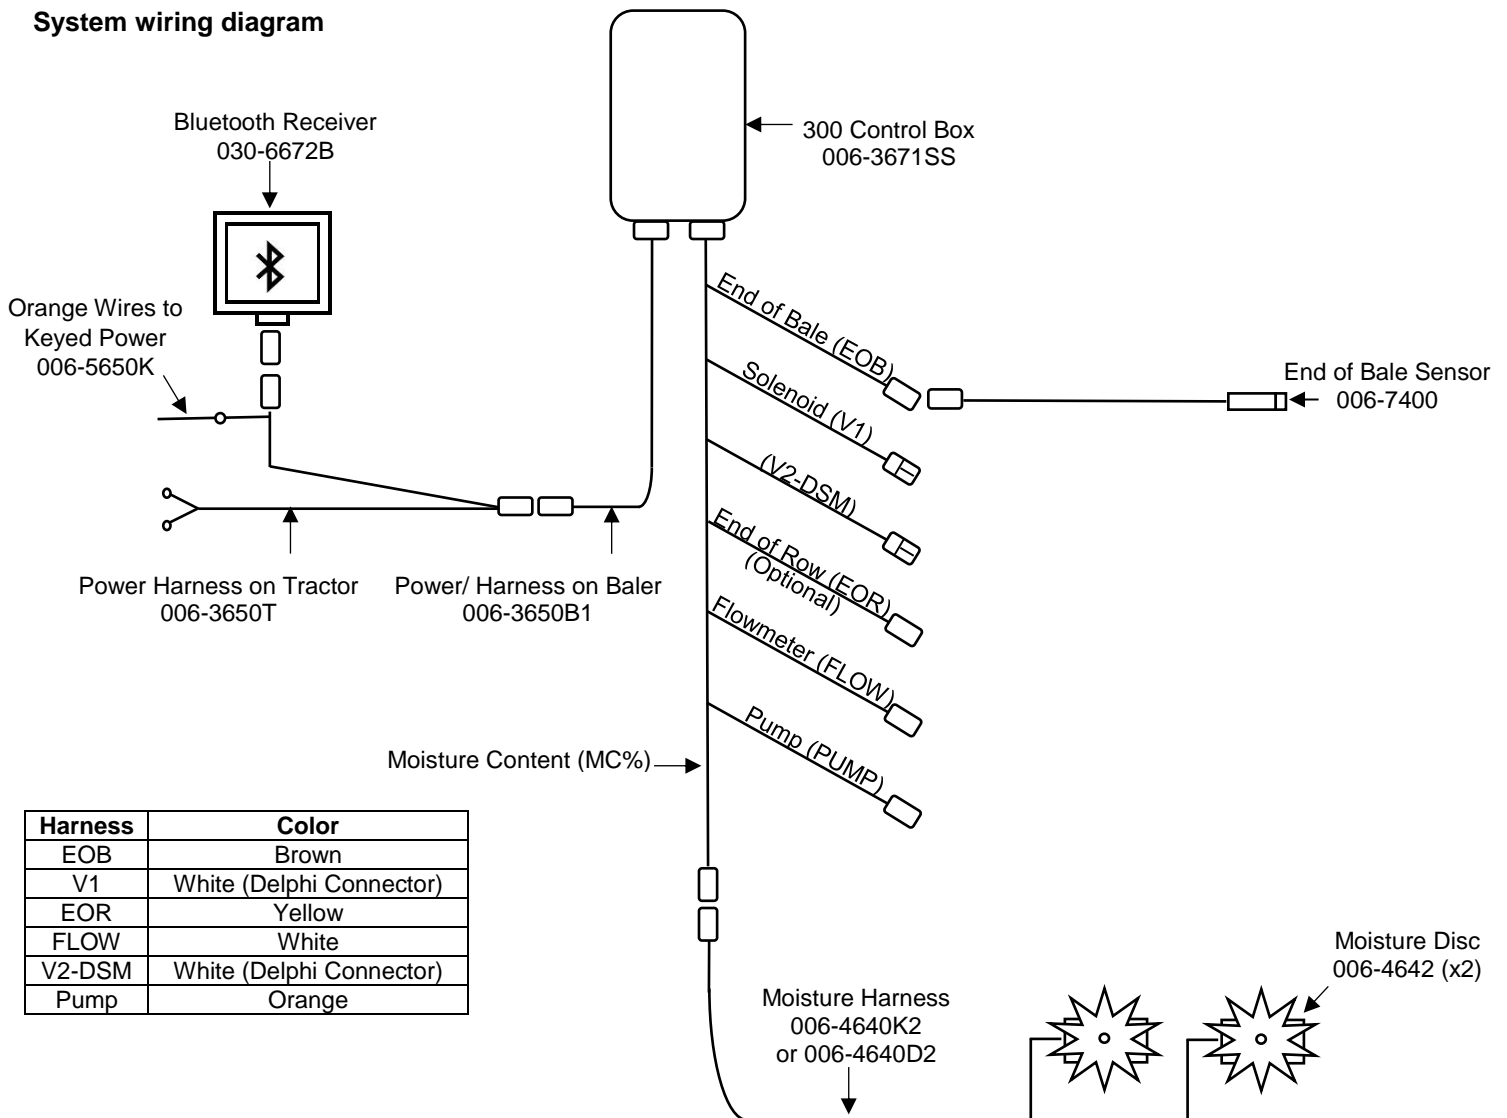 System wiring diagram
Bluetooth Receiver
030-6672B
300 Control Box
006-3671SS
Orange Wires to
Keyed Power
006-5650K
End of Bale (EOB)
Solenoid (V1)
(V2-DSM)
End of Row (EOR)
(Optional)
Flowmeter (FLOW)
Pump (PUMP)
End of Bale Sensor
006-7400
Power Harness on Tractor
006-3650T
Power/ Harness on Baler
006-3650B1
Moisture Content (MC%)
Harness Color
EOB Brown
V1 White (Delphi Connector)
EOR Yellow
FLOW White
V2-DSM White (Delphi Connector)
Pump Orange
Moisture Harness
006-4640K2
or 006-4640D2
Moisture Disc
006-4642 (x2)